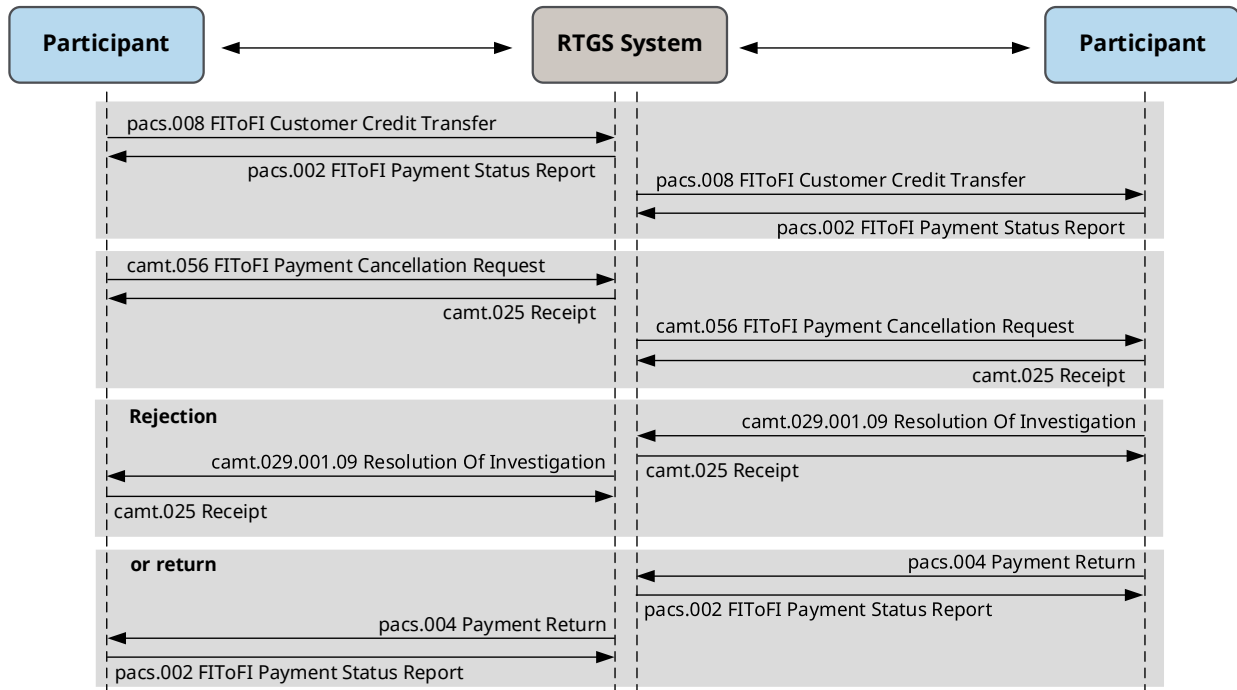 Participant
RTGS System
Participant
pacs.008 FIToFI Customer Credit Transfer
pacs.002 FIToFI Payment Status Report
pacs.008 FIToFI Customer Credit Transfer
pacs.002 FIToFI Payment Status Report
camt.056 FIToFI Payment Cancellation Request
camt.025 Receipt
camt.056 FIToFI Payment Cancellation Request
camt.025 Receipt
Rejection
camt.029.001.09 Resolution Of Investigation
camt.029.001.09 Resolution Of Investigation
camt.025 Receipt
camt.025 Receipt
or return
pacs.004 Payment Return
pacs.002 FIToFI Payment Status Report
pacs.004 Payment Return
pacs.002 FIToFI Payment Status Report